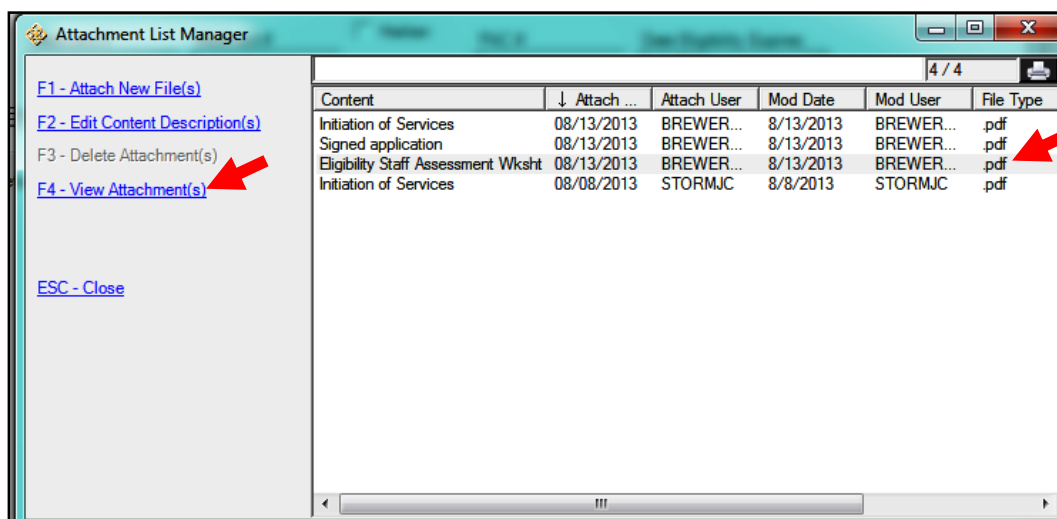 Attachment List Manager
F1 - Attach New File(s)
F2 - Edit Content Description(s)
F3 - Delete Attachment(s)
F4 - View Attachment(s)
ESC - Close
4 / 4
Content ↓ Attach ... Attach User Mod Date Mod User File Type
Initiation of Services 08/13/2013 BREWER... 8/13/2013 BREWER... .pdf
Signed application 08/13/2013 BREWER... 8/13/2013 BREWER... .pdf
Eligibility Staff Assessment Wksht 08/13/2013 BREWER... 8/13/2013 BREWER... .pdf
Initiation of Services 08/08/2013 STORMJC 8/8/2013 STORMJC .pdf